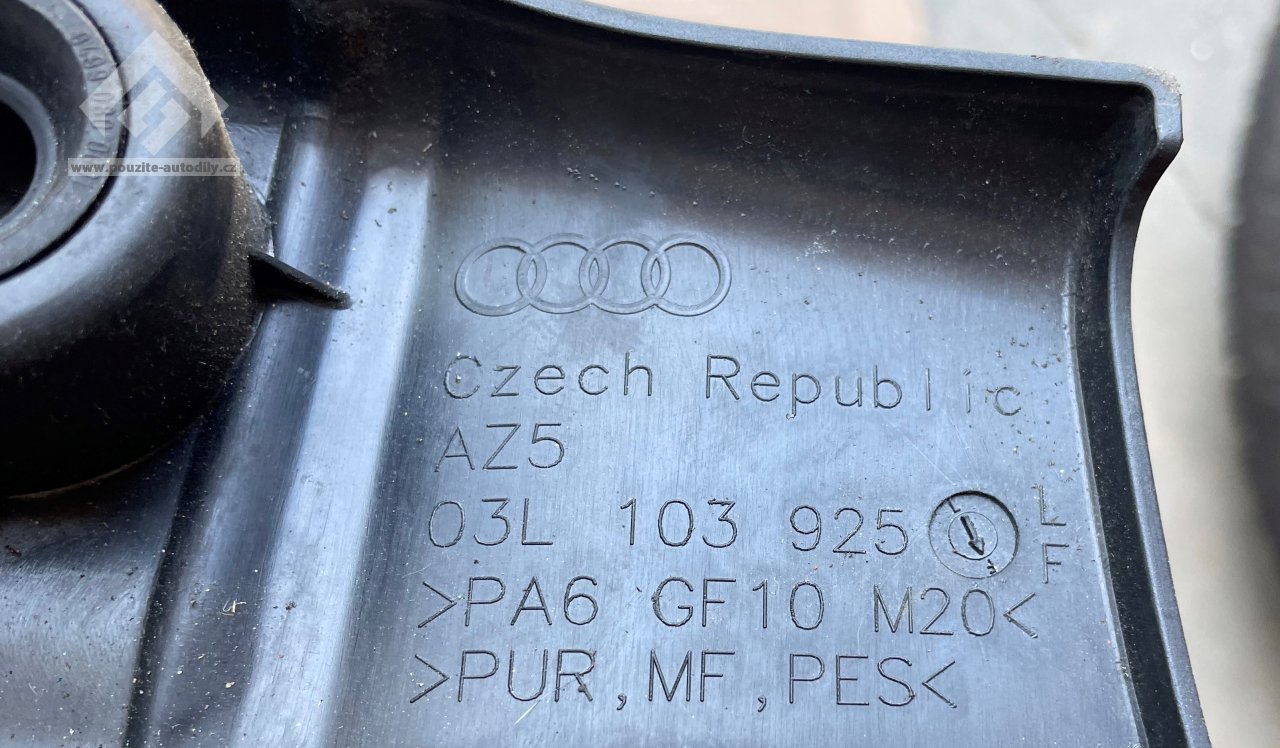 www.pouzite-autodily.cz
Czech Republic
AZ5
03L 103 925
L
F
>PA6 GF10 M20<
>PUR, MF, PES<